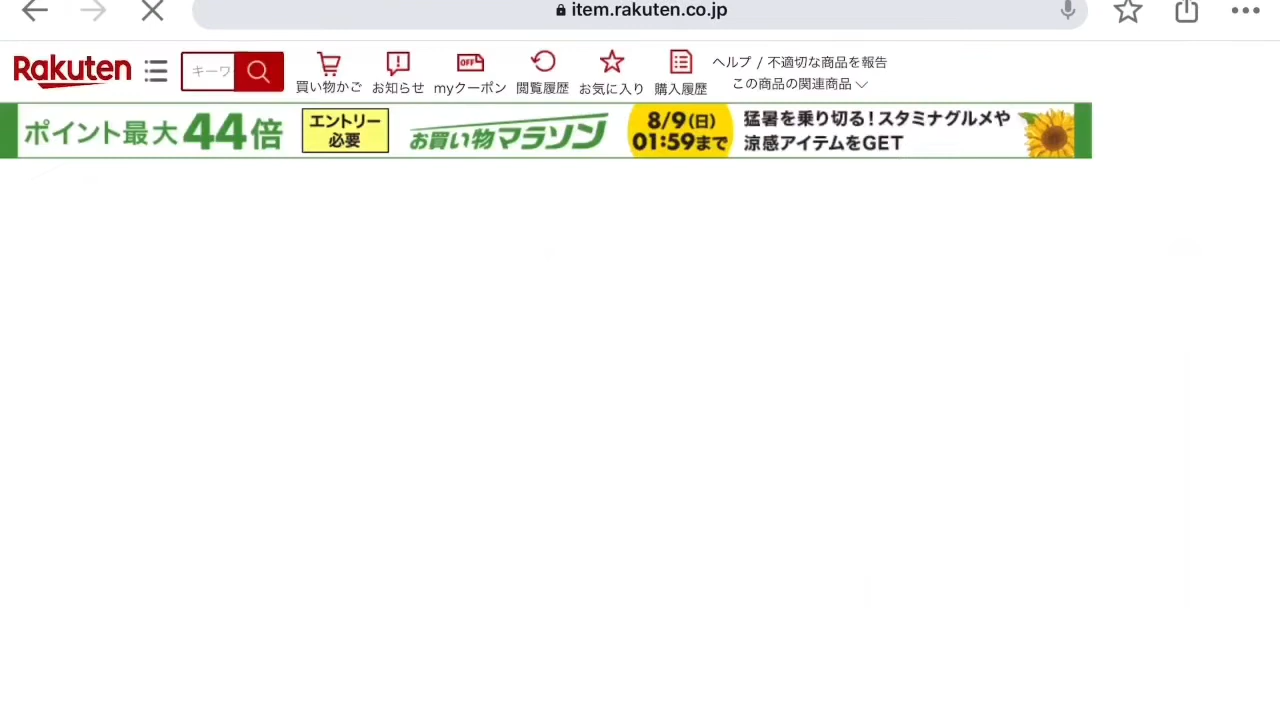 item.rakuten.co.jp
Rakuten
キーワ
買い物かご
お知らせ
myクーポン
閲覧履歴
お気に入り
購入履歴
ヘルプ / 不適切な商品を報告
この商品の関連商品
OFF
ポイント最大44倍
エントリー
必要
お買い物マラソン
8/9(日)
01:59まで
猛暑を乗り切る!スタミナグルメや
涼感アイテムをGET